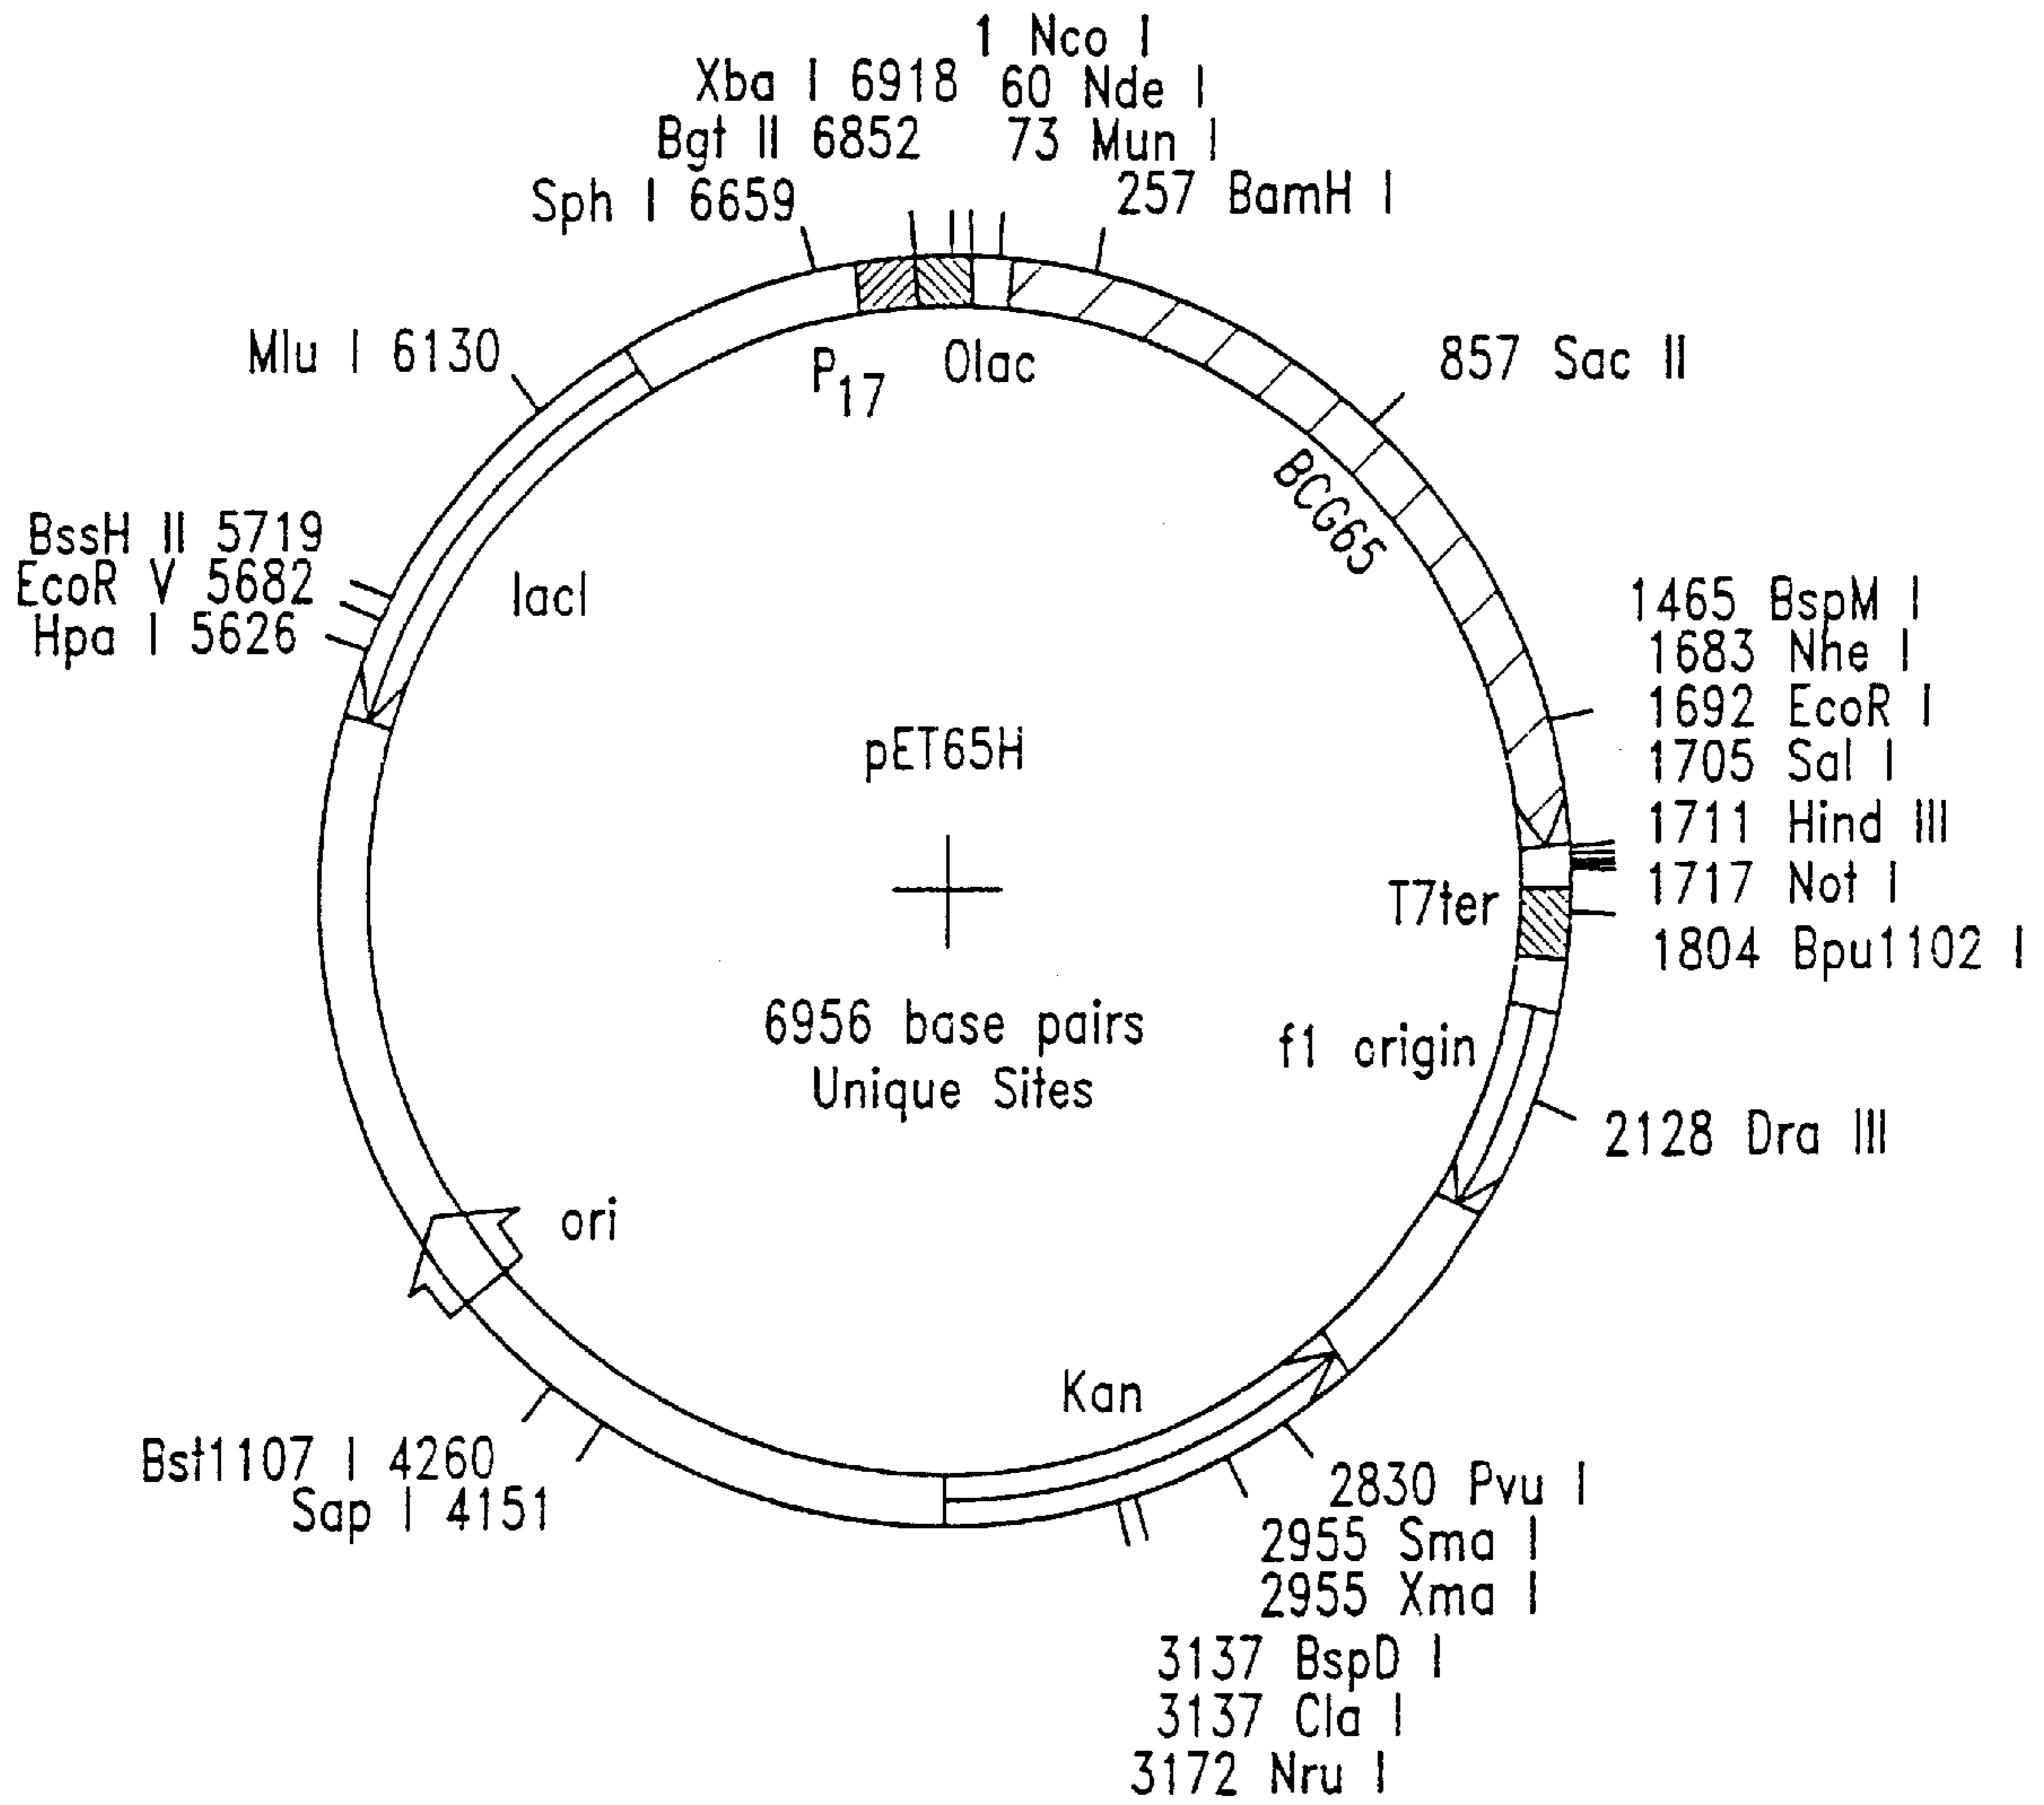 1 Nco I
Xba I 6918 60 Nde I
Bgt II 6852 73 Mun I
Sph I 6659 257 BamH I
Mlu I 6130
P17
Olac
857 Sac II
BCG65
BssH II 5719
EcoR V 5682
Hpa I 5626
lacI
1465 BspM I
1683 Nhe I
1692 EcoR I
1705 Sal I
1711 Hind III
1717 Not I
1804 Bpu1102 I
pET65H
T7ter
6956 base pairs
Unique Sites
f1 origin
2128 Dra III
ori
Kan
Bst1107 I 4260
Sap I 4151
2830 Pvu I
2955 Sma I
2955 Xma I
3137 BspD I
3137 Cla I
3172 Nru I